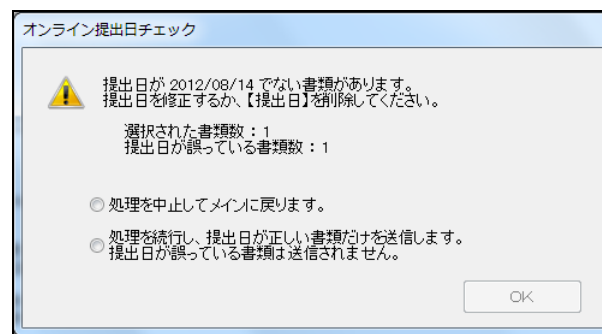 オンライン提出日チェック
提出日が 2012/08/14 でない書類があります。
提出日を修正するか、【提出日】を削除してください。
選択された書類数：1
提出日が誤っている書類数：1
処理を中止してメインに戻ります。
処理を続行し、提出日が正しい書類だけを送信します。
提出日が誤っている書類は送信されません。
OK